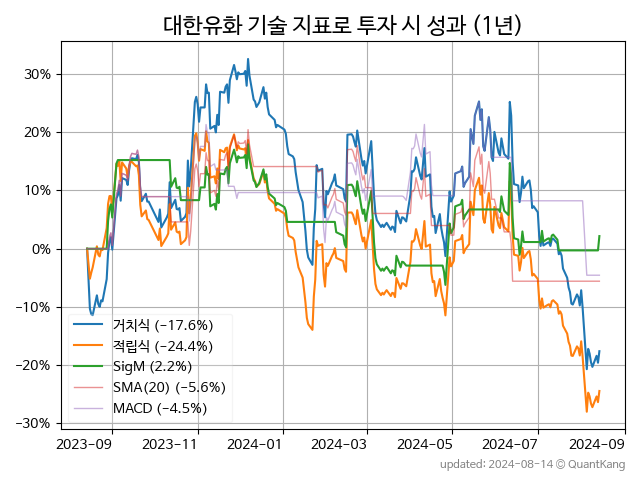 대한유화 기술 지표로 투자 시 성과 (1년)
30%
20%
10%
0%
−10%
−20%
−30%
거치식 (−17.6%)
적립식 (−24.4%)
SigM (2.2%)
SMA(20) (−5.6%)
MACD (−4.5%)
2023-09 2023-11 2024-01 2024-03 2024-05 2024-07 2024-09
updated: 2024-08-14 © QuantKang